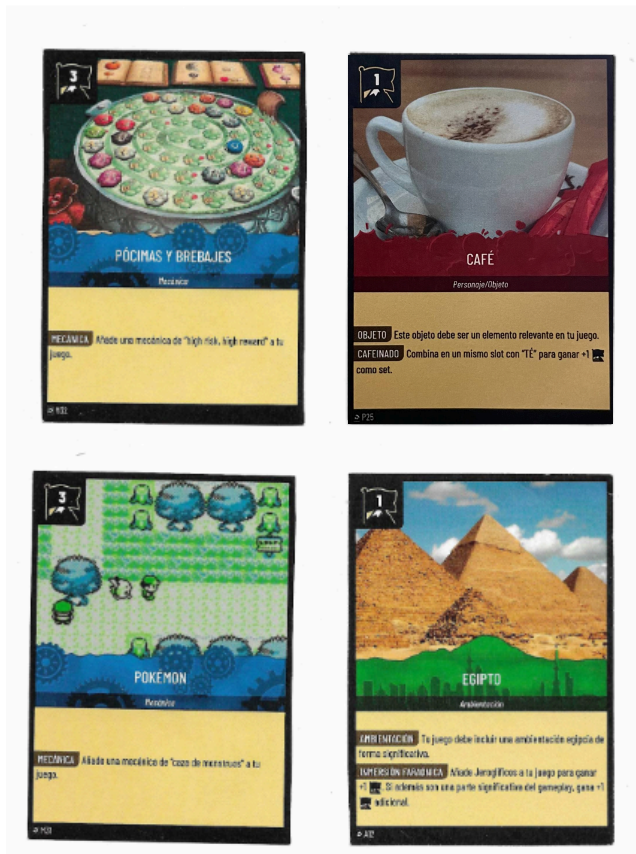 3
PÓCIMAS Y BREBAJES
Mecánica
MECÁNICA Añade una mecánica de "high risk, high reward" a tu
juego.
M32
1
CAFÉ
Personaje/Objeto
OBJETO Este objeto debe ser un elemento relevante en tu juego.
CAFEINADO Combina en un mismo slot con "TÉ" para ganar +1
como set.
P25
3
POKÉMON
Mecánica
MECÁNICA Añade una mecánica de "caza de monstruos" a tu
juego.
M31
1
EGIPTO
Ambientación
AMBIENTACIÓN Tu juego debe incluir una ambientación egipcia de
forma significativa.
INMERSIÓN FARAÓNICA Añade Jeroglíficos a tu juego para ganar
+1 . Si además son una parte significativa del gameplay, gana +1
adicional.
A12